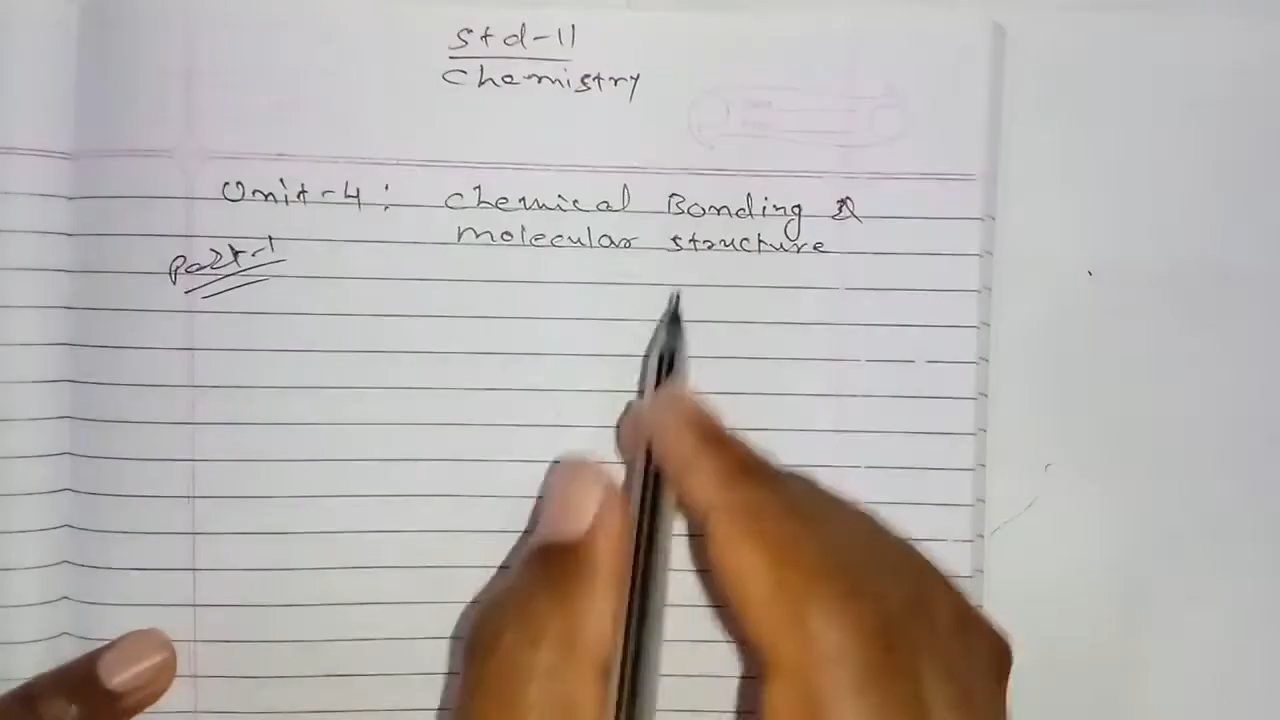 Std-11
Chemistry
Unit-4: Chemical Bonding &
molecular structure
Part-1